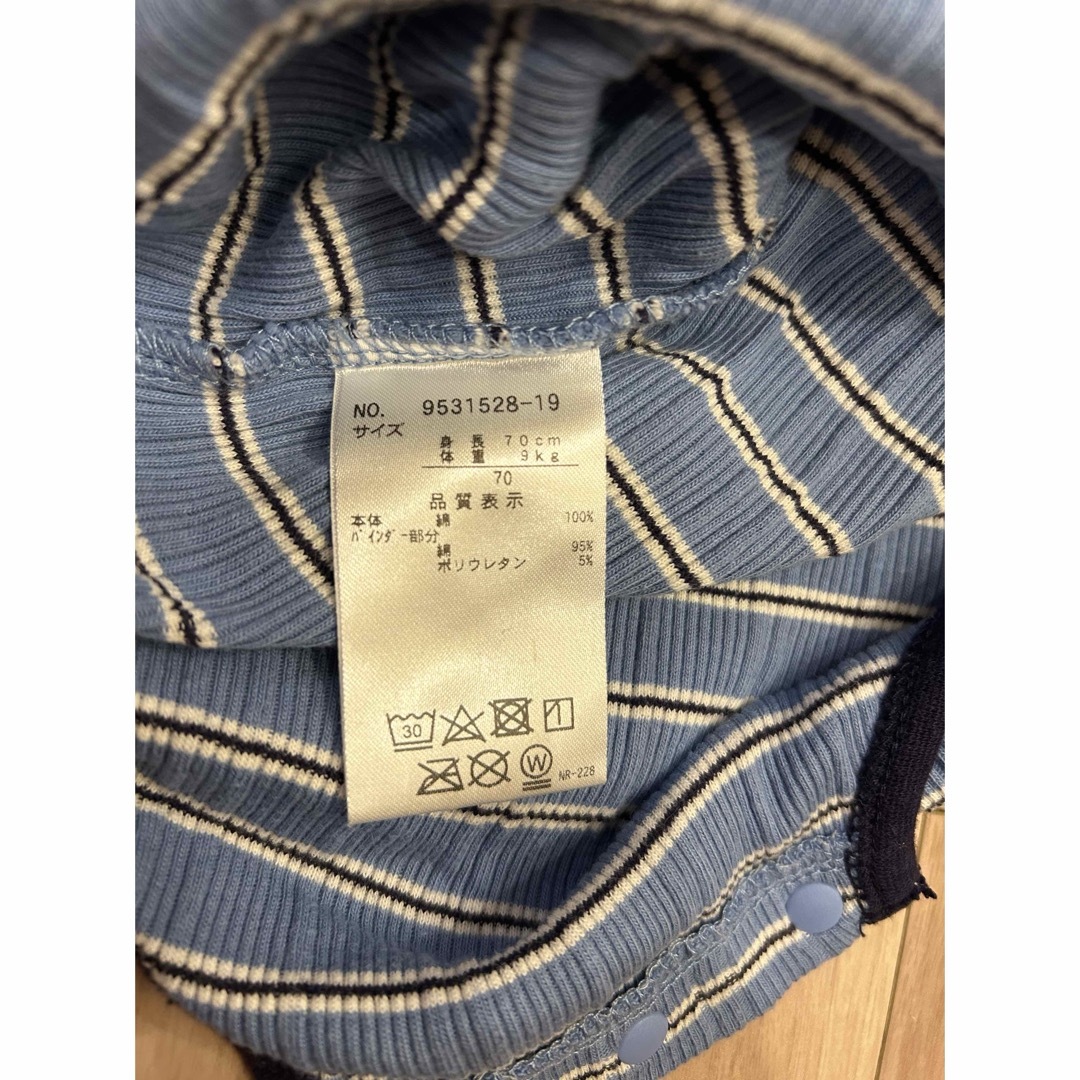 NO. 9531528-19
サイズ
身長 70cm
体重 9kg
70
品質表示
本体 綿 100%
バインダー部分
綿 95%
ポリウレタン 5%
30
1
W
NR-228